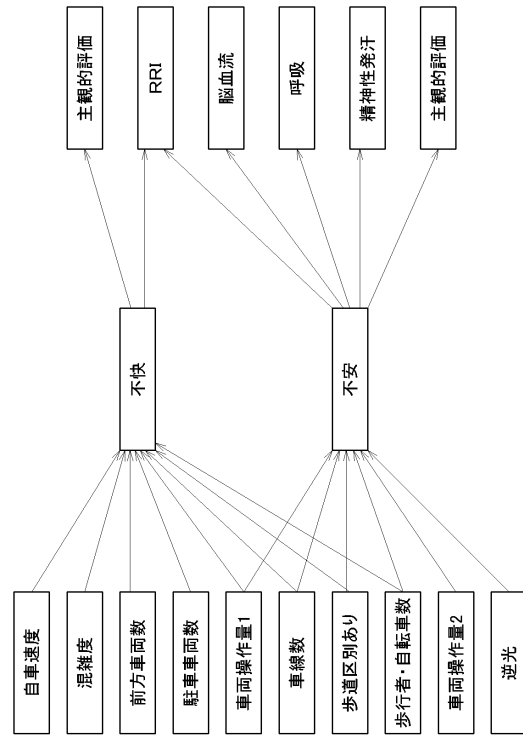 主観的評価
RRI
脳血流
呼吸
精神性発汗
主観的評価
不快
不安
自車速度
混雑度
前方車両数
駐車車両数
車両操作量1
車線数
歩道区別あり
歩行者・自転車数
車両操作量2
逆光